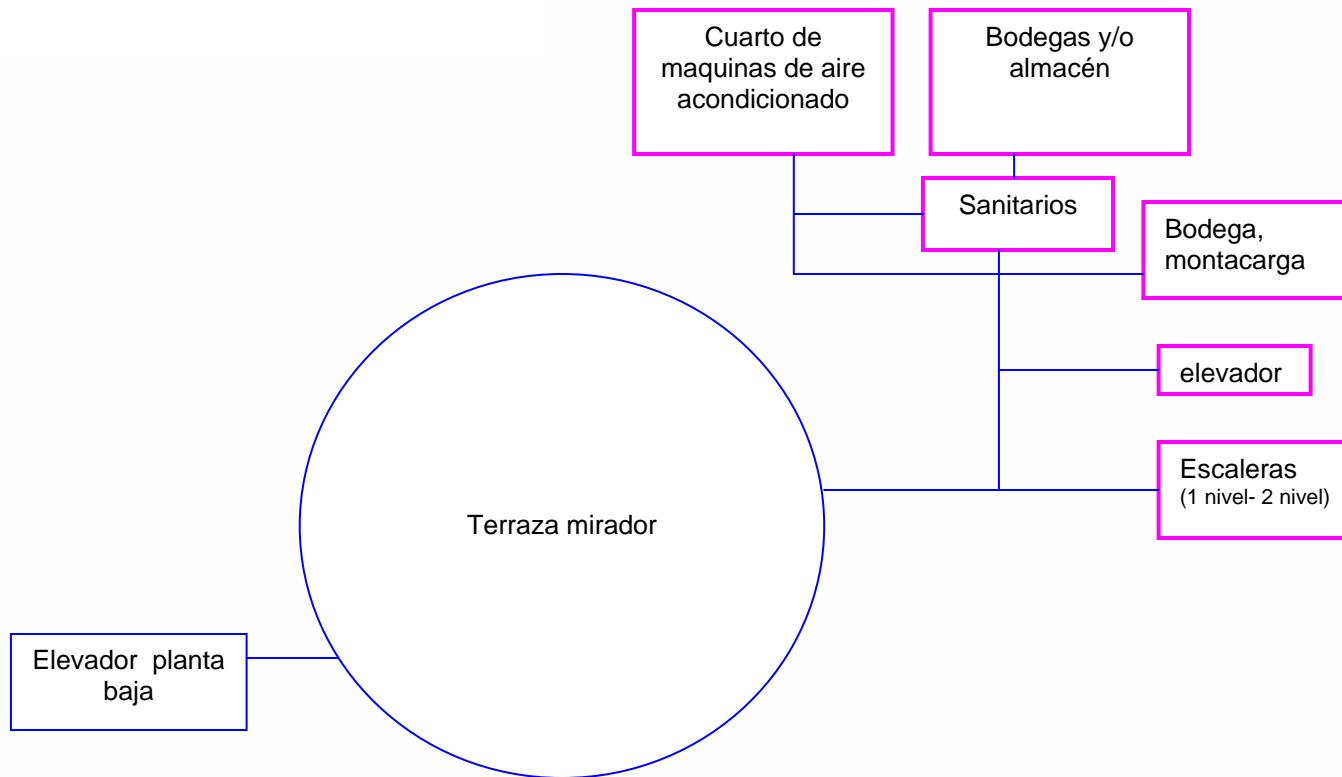 Cuarto de
maquinas de aire
acondicionado
Bodegas y/o
almacén
Sanitarios
Bodega,
montacarga
elevador
Escaleras
(1 nivel- 2 nivel)
Terraza mirador
Elevador planta
baja